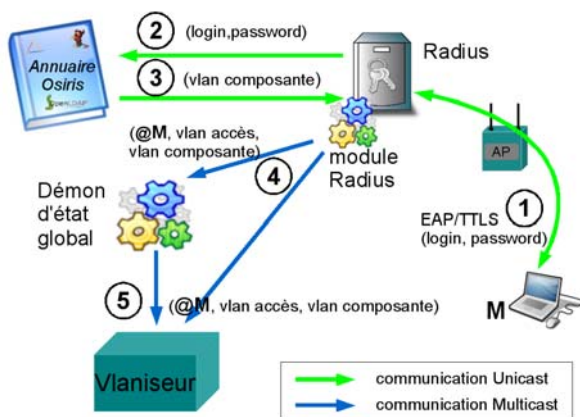 2 (login,password)
Radius
Annuaire
Osiris
OpenLDAP
3 (vlan composante)
(@M, vlan accès,
vlan composante)
4
module
Radius
AP
Démon
d'état
global
EAP/TTLS 1
(login, password)
5 (@M, vlan accès, vlan composante)
M
Vlaniseur
communication Unicast
communication Multicast